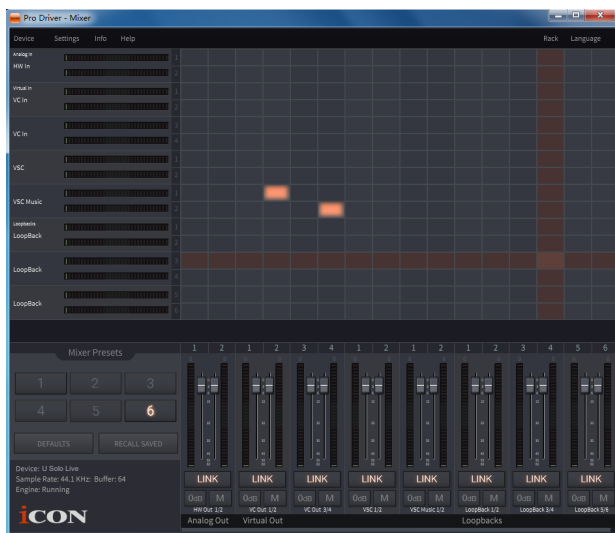 Pro Driver - Mixer
Device Settings Info Help Rack Language
Analog In
HW In
1
2
Virtual In
VC In
1
2
VC In
3
4
VSC
1
2
VSC Music
1
2
Loopbacks
LoopBack
1
2
LoopBack
3
4
LoopBack
5
6
Mixer Presets
1 2 3
4 5 6
DEFAULTS RECALL SAVED
Device: U Solo Live
Sample Rate: 44.1 KHz: Buffer: 64
Engine: Running
iCON
1 2 1 2 3 4 1 2 1 2 1 2 3 4 5 6
LINK LINK LINK LINK LINK LINK LINK LINK
0dB M 0dB M 0dB M 0dB M 0dB M 0dB M 0dB M 0dB M
HW Out 1/2 VC Out 1/2 VC Out 3/4 VSC 1/2 VSC Music 1/2 LoopBack 1/2 LoopBack 3/4 LoopBack 5/6
Analog Out Virtual Out Loopbacks